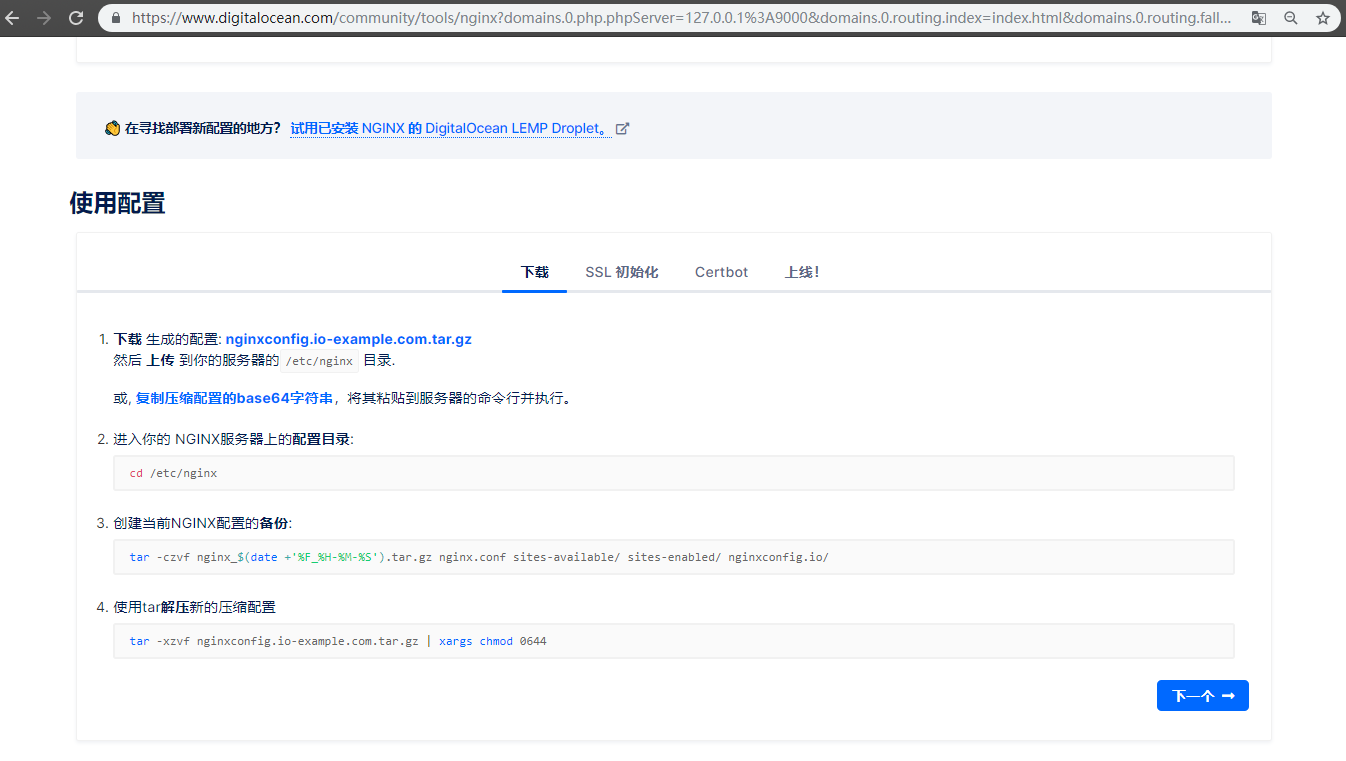 https://www.digitalocean.com/community/tools/nginx?domains.0.php.phpServer=127.0.0.1%3A9000&domains.0.routing.index=index.html&domains.0.routing.fall...
在寻找部署新配置的地方? 试用已安装 NGINX 的 DigitalOcean LEMP Droplet。
使用配置
下载 SSL 初始化 Certbot 上线!
1. 下载 生成的配置: nginxconfig.io-example.com.tar.gz
然后 上传 到你的服务器的 /etc/nginx 目录.
或, 复制压缩配置的base64字符串，将其粘贴到服务器的命令行并执行。
2. 进入你的 NGINX服务器上的配置目录:
cd /etc/nginx
3. 创建当前NGINX配置的备份:
tar -czvf nginx_$(date +'%F_%H-%M-%S').tar.gz nginx.conf sites-available/ sites-enabled/ nginxconfig.io/
4. 使用tar解压新的压缩配置
tar -xzvf nginxconfig.io-example.com.tar.gz | xargs chmod 0644
下一个 →